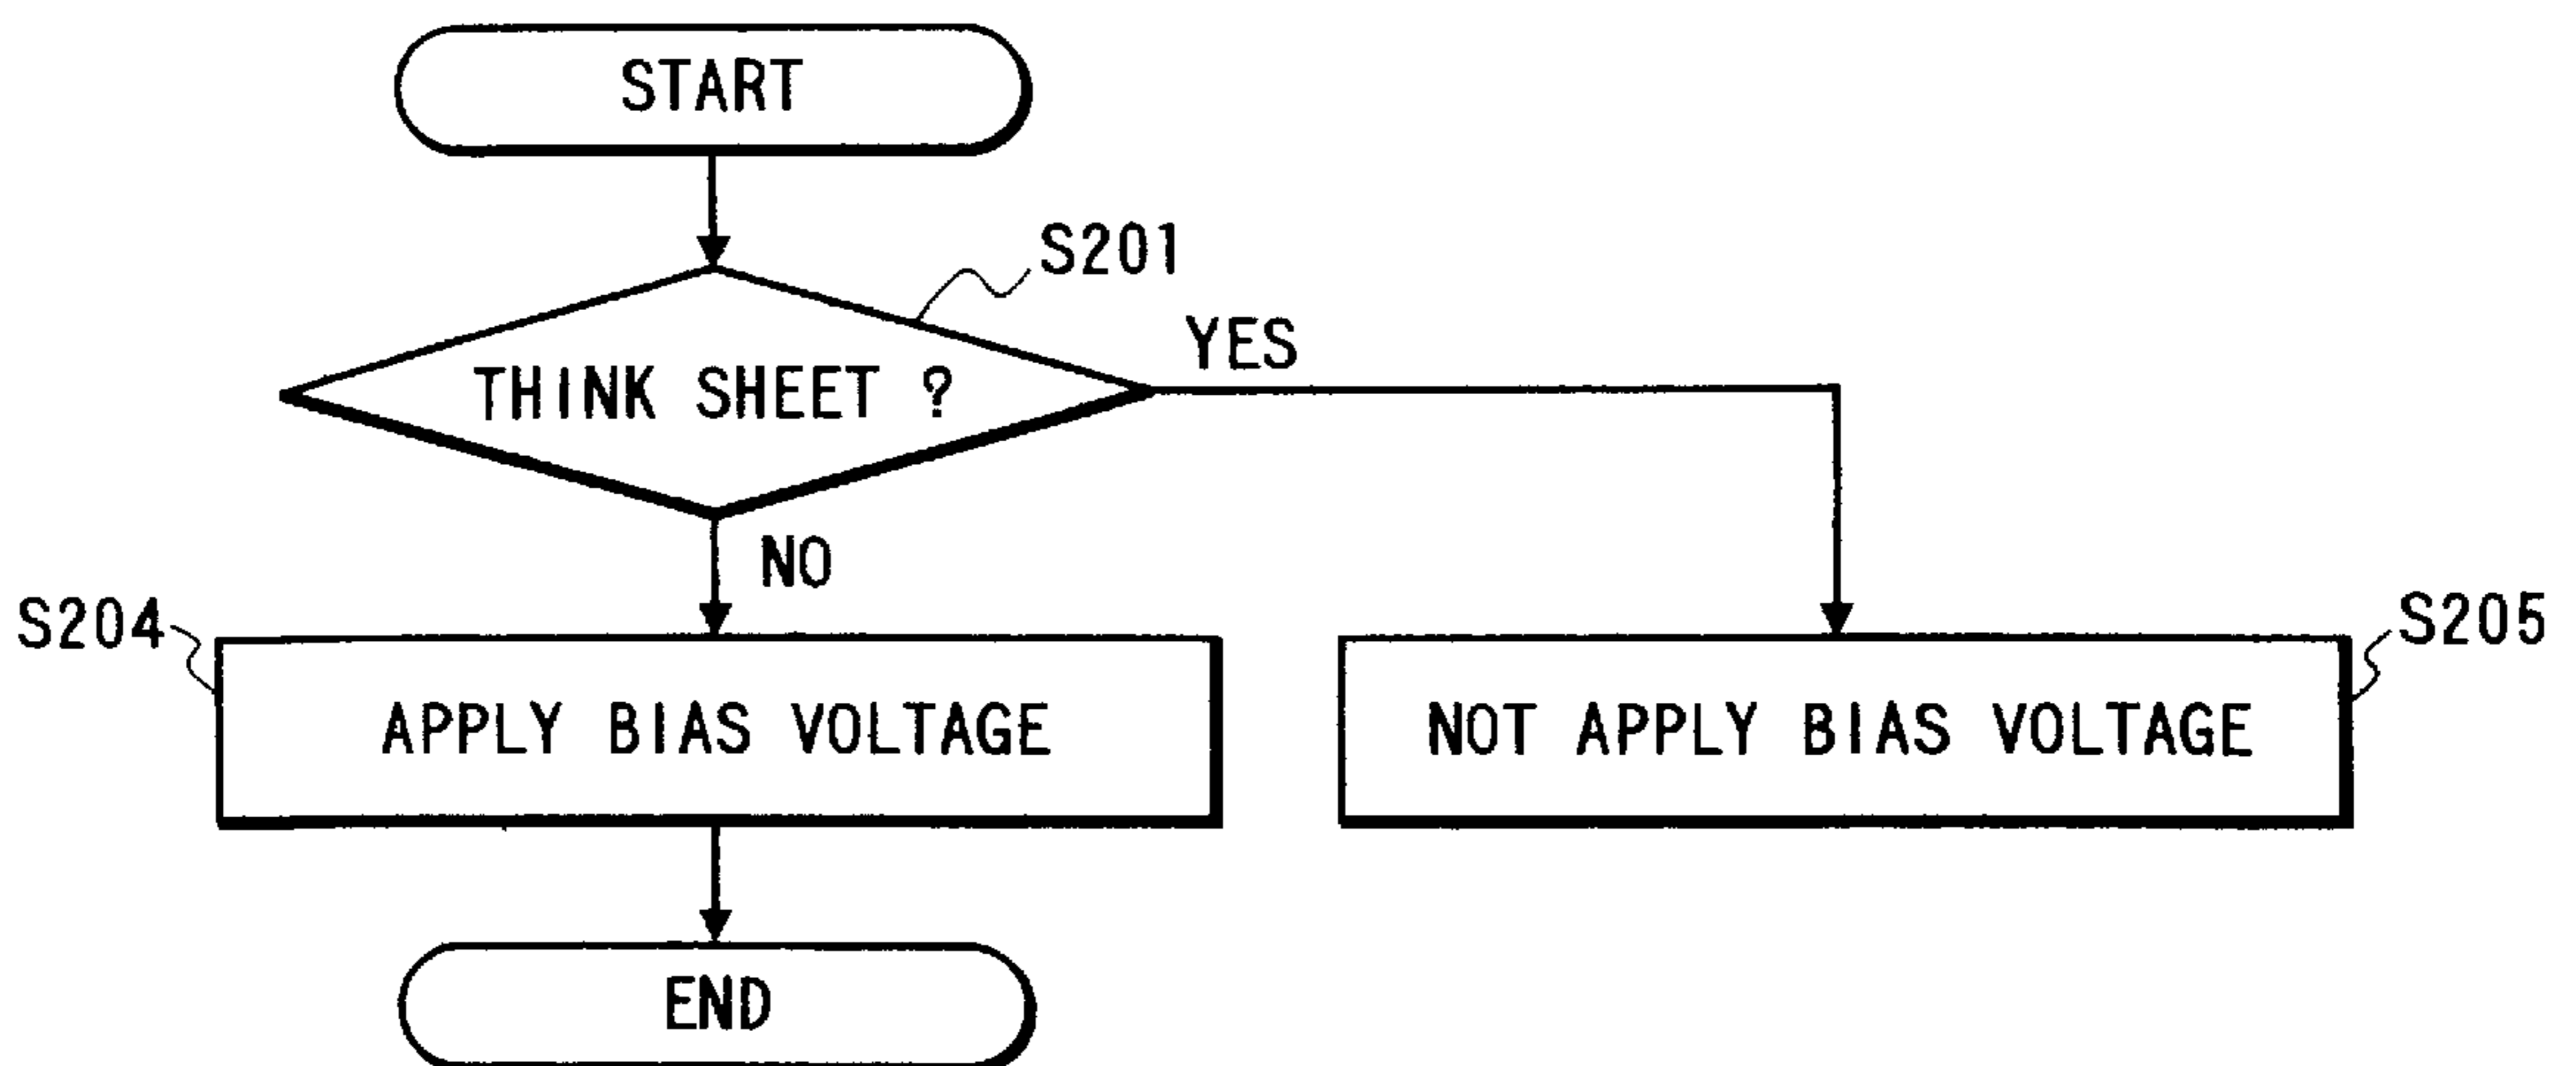 START
S201
YES
THINK SHEET ?
NO
S204
S205
APPLY BIAS VOLTAGE
NOT APPLY BIAS VOLTAGE
END